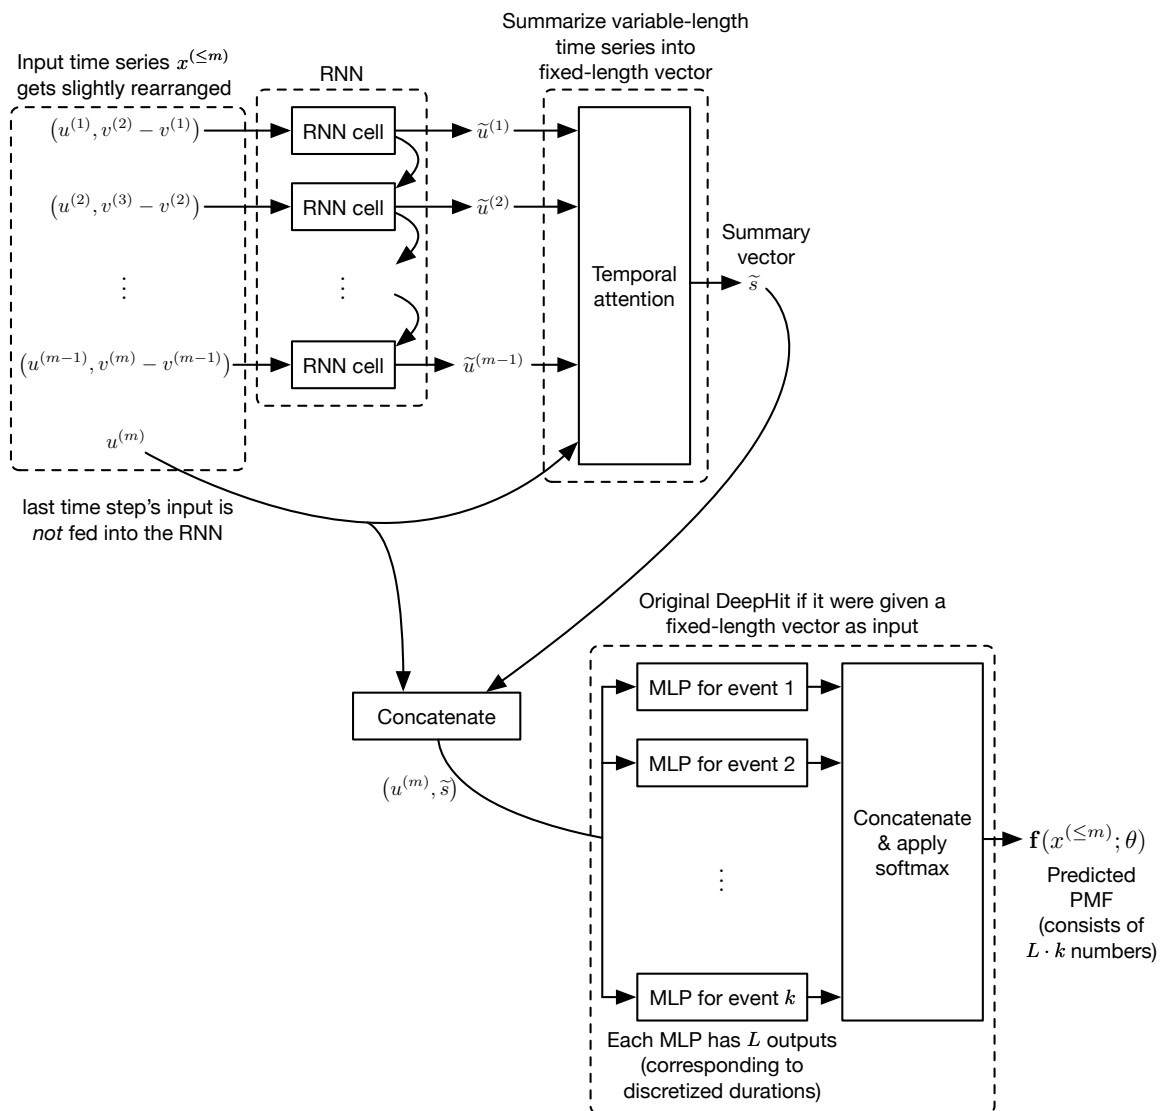 Input time series x^(≤m)
gets slightly rearranged
RNN
Summarize variable-length
time series into
fixed-length vector
(u^(1), v^(2) − v^(1))
RNN cell
ũ^(1)
(u^(2), v^(3) − v^(2))
RNN cell
ũ^(2)
⋮
⋮
Temporal
attention
Summary
vector
s̃
(u^(m−1), v^(m) − v^(m−1))
RNN cell
ũ^(m−1)
u^(m)
last time step’s input is
not fed into the RNN
Original DeepHit if it were given a
fixed-length vector as input
Concatenate
(u^(m), s̃)
MLP for event 1
MLP for event 2
⋮
MLP for event k
Concatenate
& apply
softmax
f(x^(≤m); θ)
Predicted
PMF
(consists of
L · k numbers)
Each MLP has L outputs
(corresponding to
discretized durations)